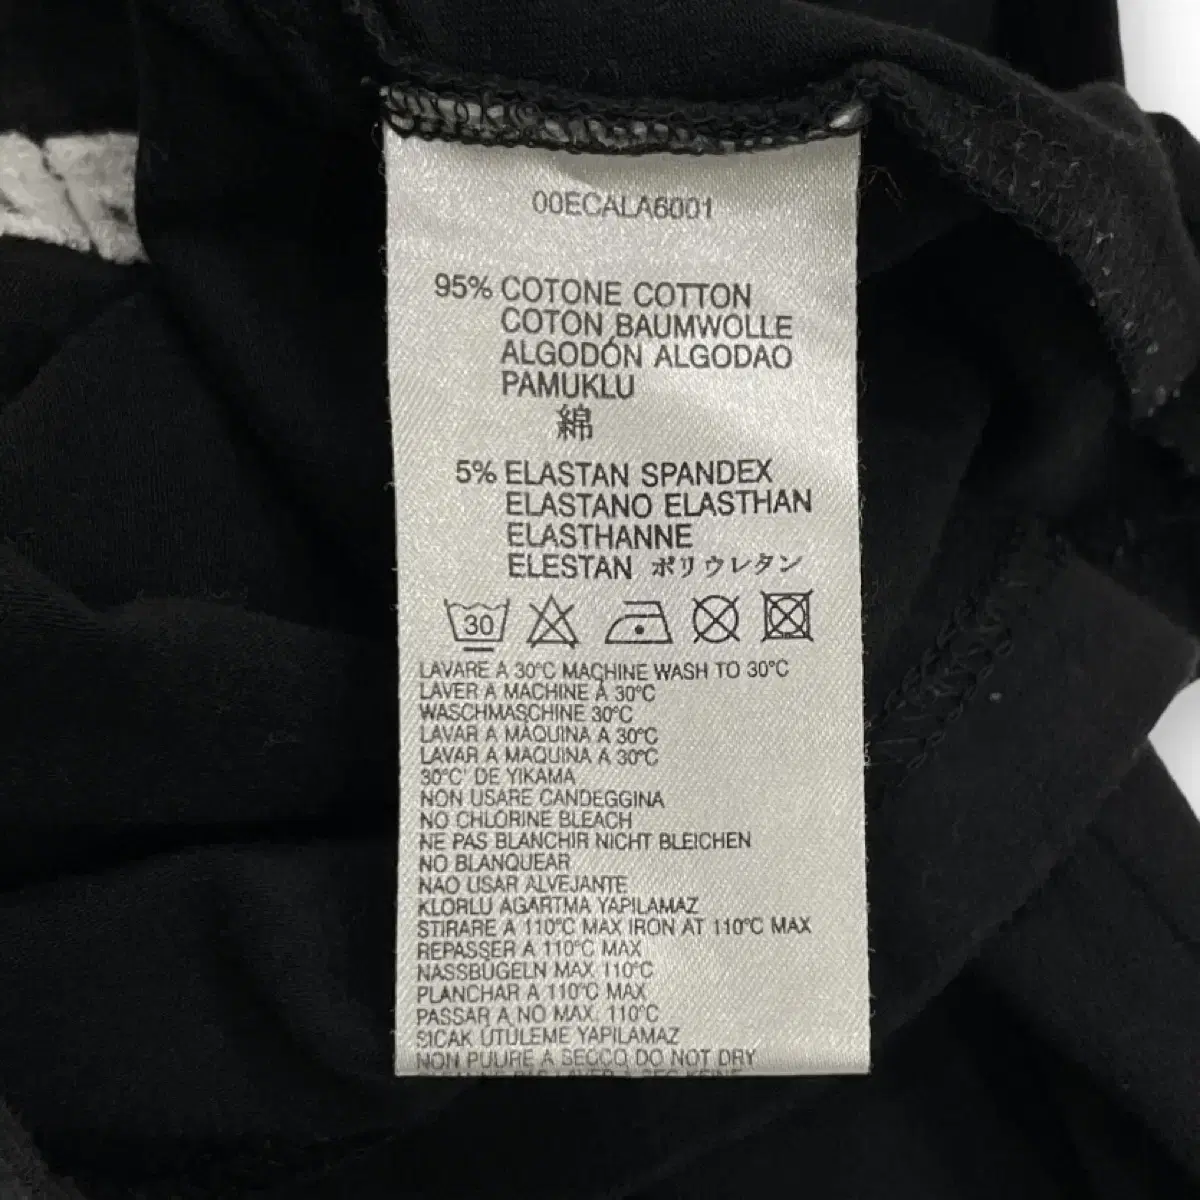 00ECALA6001
95% COTONE COTTON
COTON BAUMWOLLE
ALGODÓN ALGODAO
PAMUKLU
綿
5% ELASTAN SPANDEX
ELASTANO ELASTHAN
ELASTHANNE
ELESTAN ポリウレタン
30
LAVARE A 30°C MACHINE WASH TO 30°C
LAVER A MACHINE Á 30°C
WASCHMASCHINE 30°C
LAVAR A MÁQUINA A 30°C
LAVAR A MAQUINA A 30°C
30°C' DE YIKAMA
NON USARE CANDEGGINA
NO CHLORINE BLEACH
NE PAS BLANCHIR NICHT BLEICHEN
NO BLANQUEAR
NAO USAR ALVEJANTE
KLORLU AGARTMA YAPILAMAZ
STIRARE A 110°C MAX IRON AT 110°C MAX
REPASSER A 110°C MAX
NASSBÜGELN MAX 110°C
PLANCHAR A 110°C MAX
PASSAR A NO MAX. 110°C
SICAK ÜTÜLEME YAPILAMAZ
NON PULIRE A SECCO DO NOT DRY